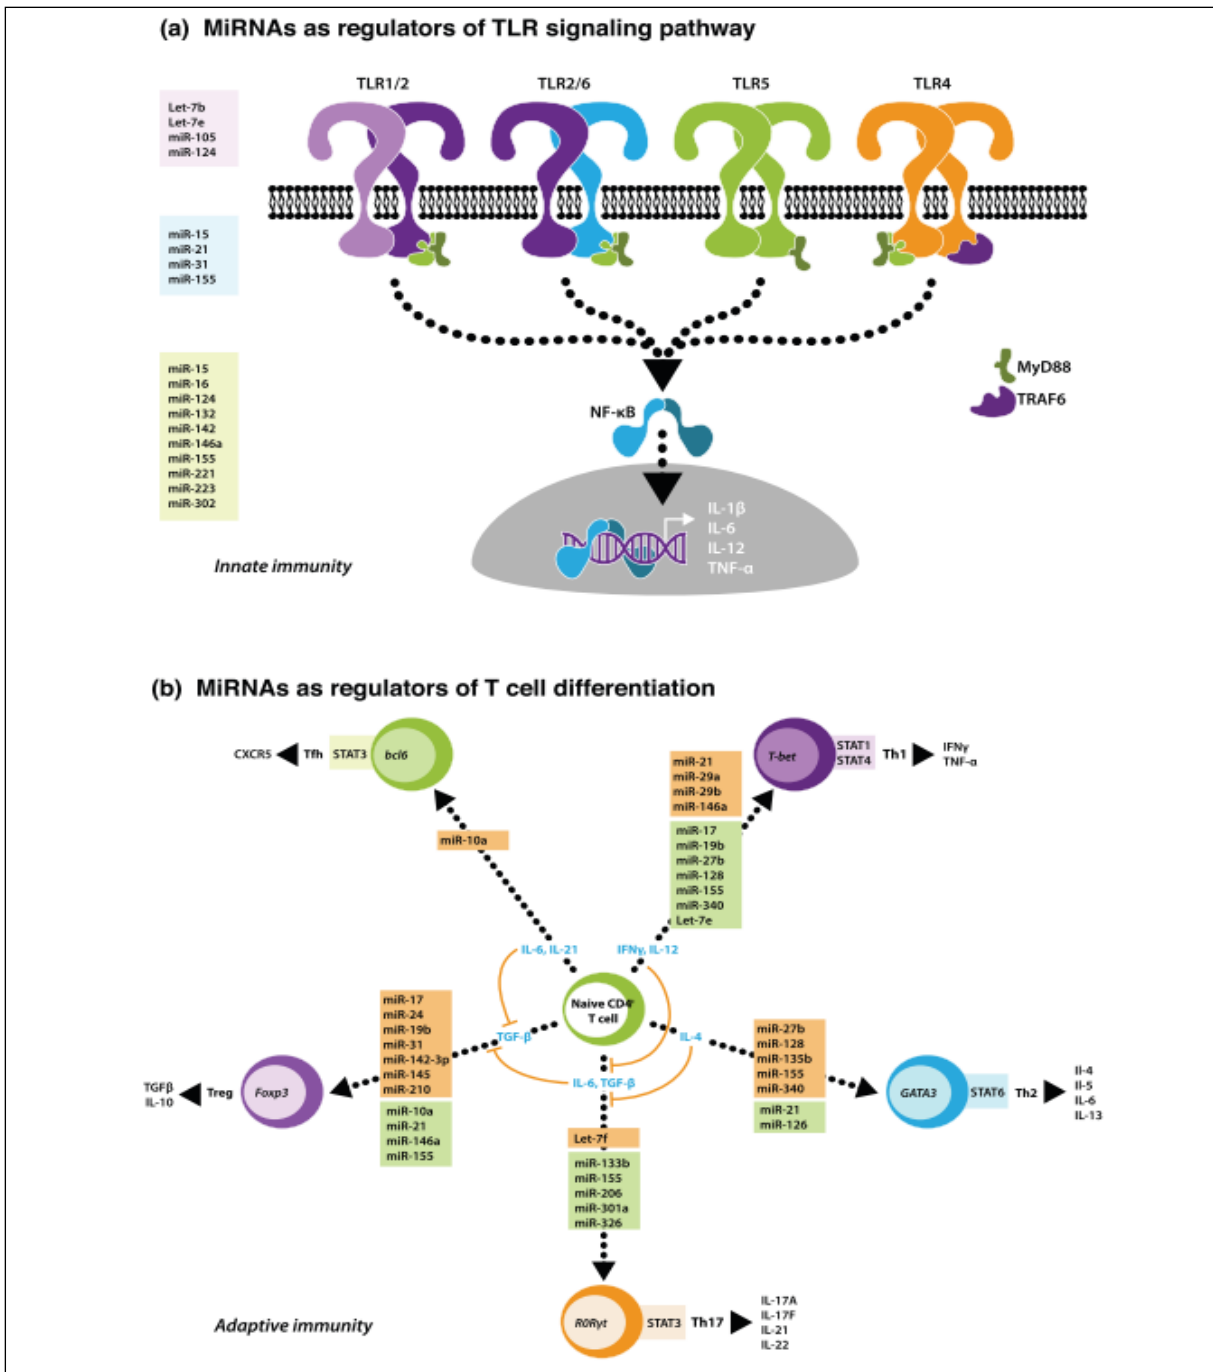 (a) MiRNAs as regulators of TLR signaling pathway
TLR1/2
TLR2/6
TLR5
TLR4
Let-7b
Let-7e
miR-105
miR-124
miR-15
miR-21
miR-31
miR-155
miR-15
miR-16
miR-124
miR-132
miR-142
miR-146a
miR-155
miR-221
miR-223
miR-302
MyD88
TRAF6
NF-κB
IL-1β
IL-6
IL-12
TNF-α
Innate immunity
(b) MiRNAs as regulators of T cell differentiation
CXCR5
Tfh
STAT3
bcl6
miR-10a
IL-6, IL-21
T-bet
STAT1
STAT4
Th1
IFNγ
TNF-α
miR-21
miR-29a
miR-29b
miR-146a
miR-17
miR-19b
miR-27b
miR-128
miR-155
miR-340
Let-7e
IFNγ, IL-12
Naive CD4+
T cell
TGF-β
IL-4
IL-6, TGF-β
miR-17
miR-24
miR-19b
miR-31
miR-142-3p
miR-145
miR-210
miR-10a
miR-21
miR-146a
miR-155
TGFβ
IL-10
Treg
Foxp3
miR-27b
miR-128
miR-135b
miR-155
miR-340
miR-21
miR-126
GATA3
STAT6
Th2
Il-4
Il-5
IL-6
IL-13
Let-7f
miR-133b
miR-155
miR-206
miR-301a
miR-326
RORγt
STAT3
Th17
IL-17A
IL-17F
IL-21
IL-22
Adaptive immunity